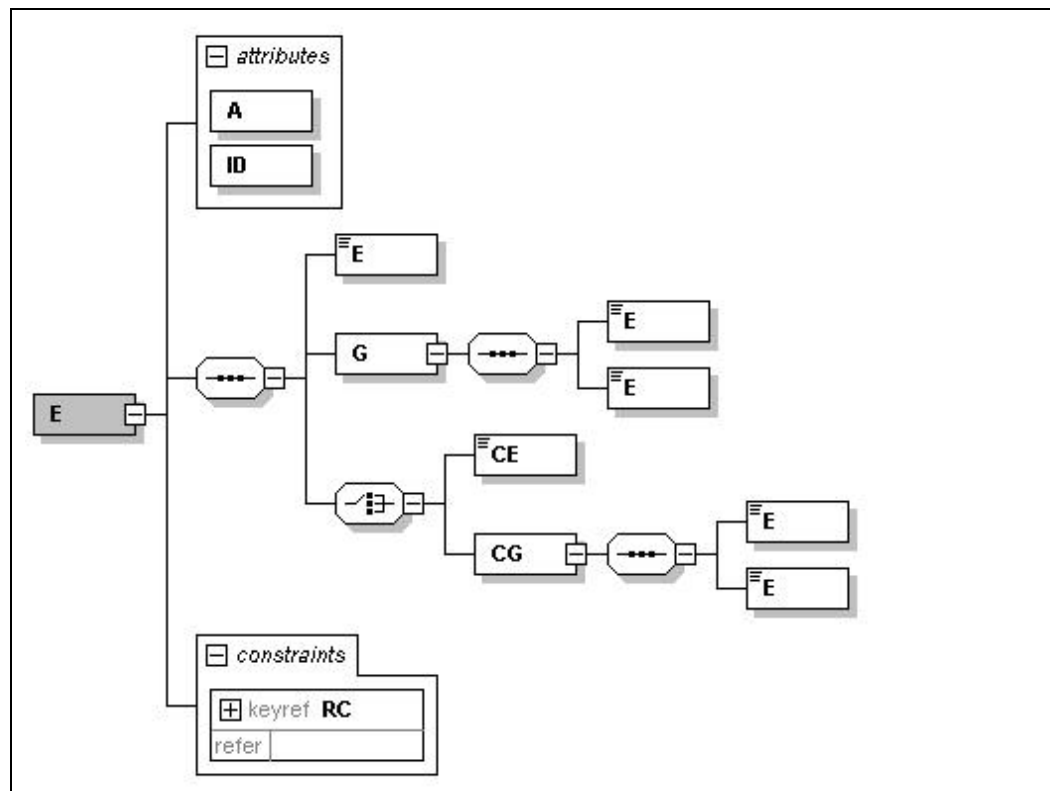 attributes
A
ID
E
G
E
E
E
CE
CG
E
E
constraints
keyref RC
refer